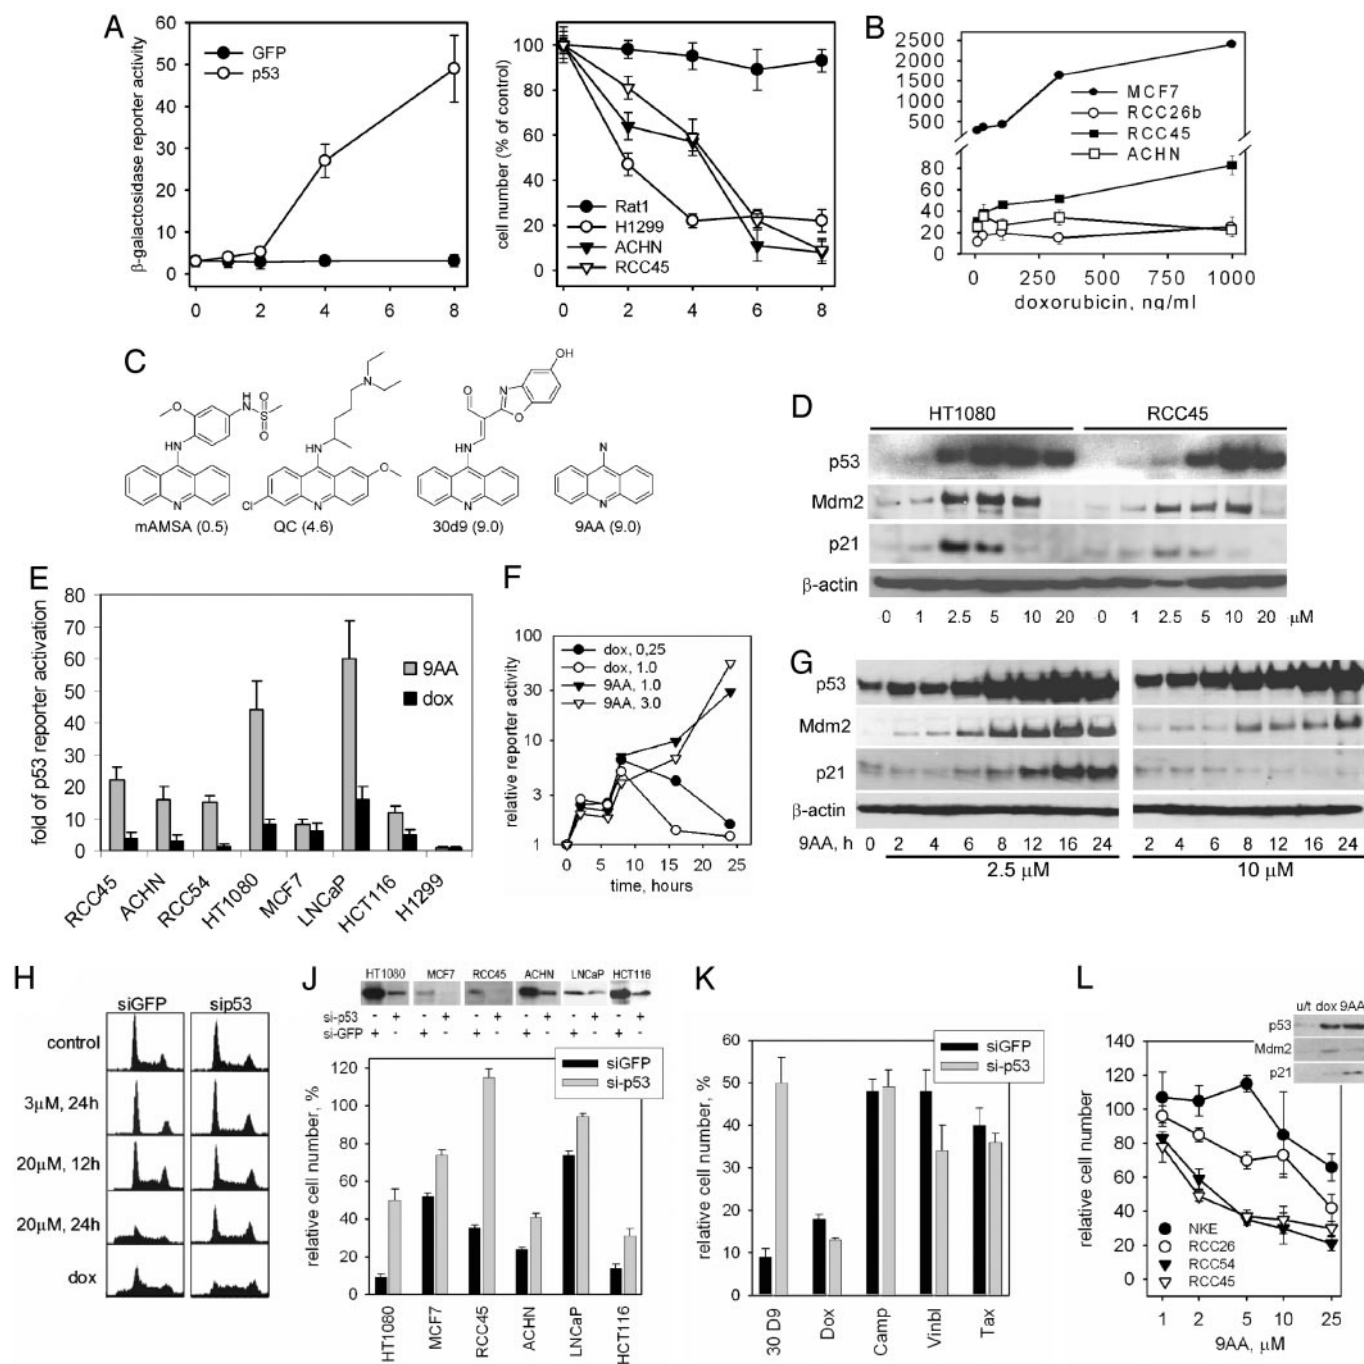 A
β-galactosidase reporter activity
60
50
40
30
20
10
0
GFP
p53
0 2 4 6 8
cell number (% of control)
100
80
60
40
20
0
Rat1
H1299
ACHN
RCC45
0 2 4 6 8
B
2500
2000
1500
1000
500
80
60
40
20
0
MCF7
RCC26b
RCC45
ACHN
0 250 500 750 1000
doxorubicin, ng/ml
C
mAMSA (0.5) QC (4.6) 30d9 (9.0) 9AA (9.0)
D
HT1080 RCC45
p53
Mdm2
p21
β-actin
0 1 2.5 5 10 20 0 1 2.5 5 10 20 μM
E
fold of p53 reporter activation
80
70
60
50
40
30
20
10
0
9AA
dox
RCC45 ACHN RCC54 HT1080 MCF7 LNCaP HCT116 H1299
F
relative reporter activity
100
30
10
3
1
dox, 0,25
dox, 1.0
9AA, 1.0
9AA, 3.0
0 5 10 15 20 25
time, hours
G
p53
Mdm2
p21
β-actin
9AA, h 0 2 4 6 8 12 16 24 2 4 6 8 12 16 24
2.5 μM 10 μM
H
siGFP sip53
control
3μM, 24h
20μM, 12h
20μM, 24h
dox
J
HT1080 MCF7 RCC45 ACHN LNCaP HCT116
si-p53 - + - + - + - + - + - +
si-GFP + - + - + - + - + - + -
relative cell number, %
120
100
80
60
40
20
0
siGFP
si-p53
HT1080 MCF7 RCC45 ACHN LNCaP HCT116
K
relative cell number, %
60
50
40
30
20
10
0
siGFP
si-p53
30 D9 Dox Camp Vinbl Tax
L
u/t dox 9AA
p53
Mdm2
p21
relative cell number, %
140
120
100
80
60
40
20
0
NKE
RCC26
RCC54
RCC45
1 2 5 10 25
9AA, μM